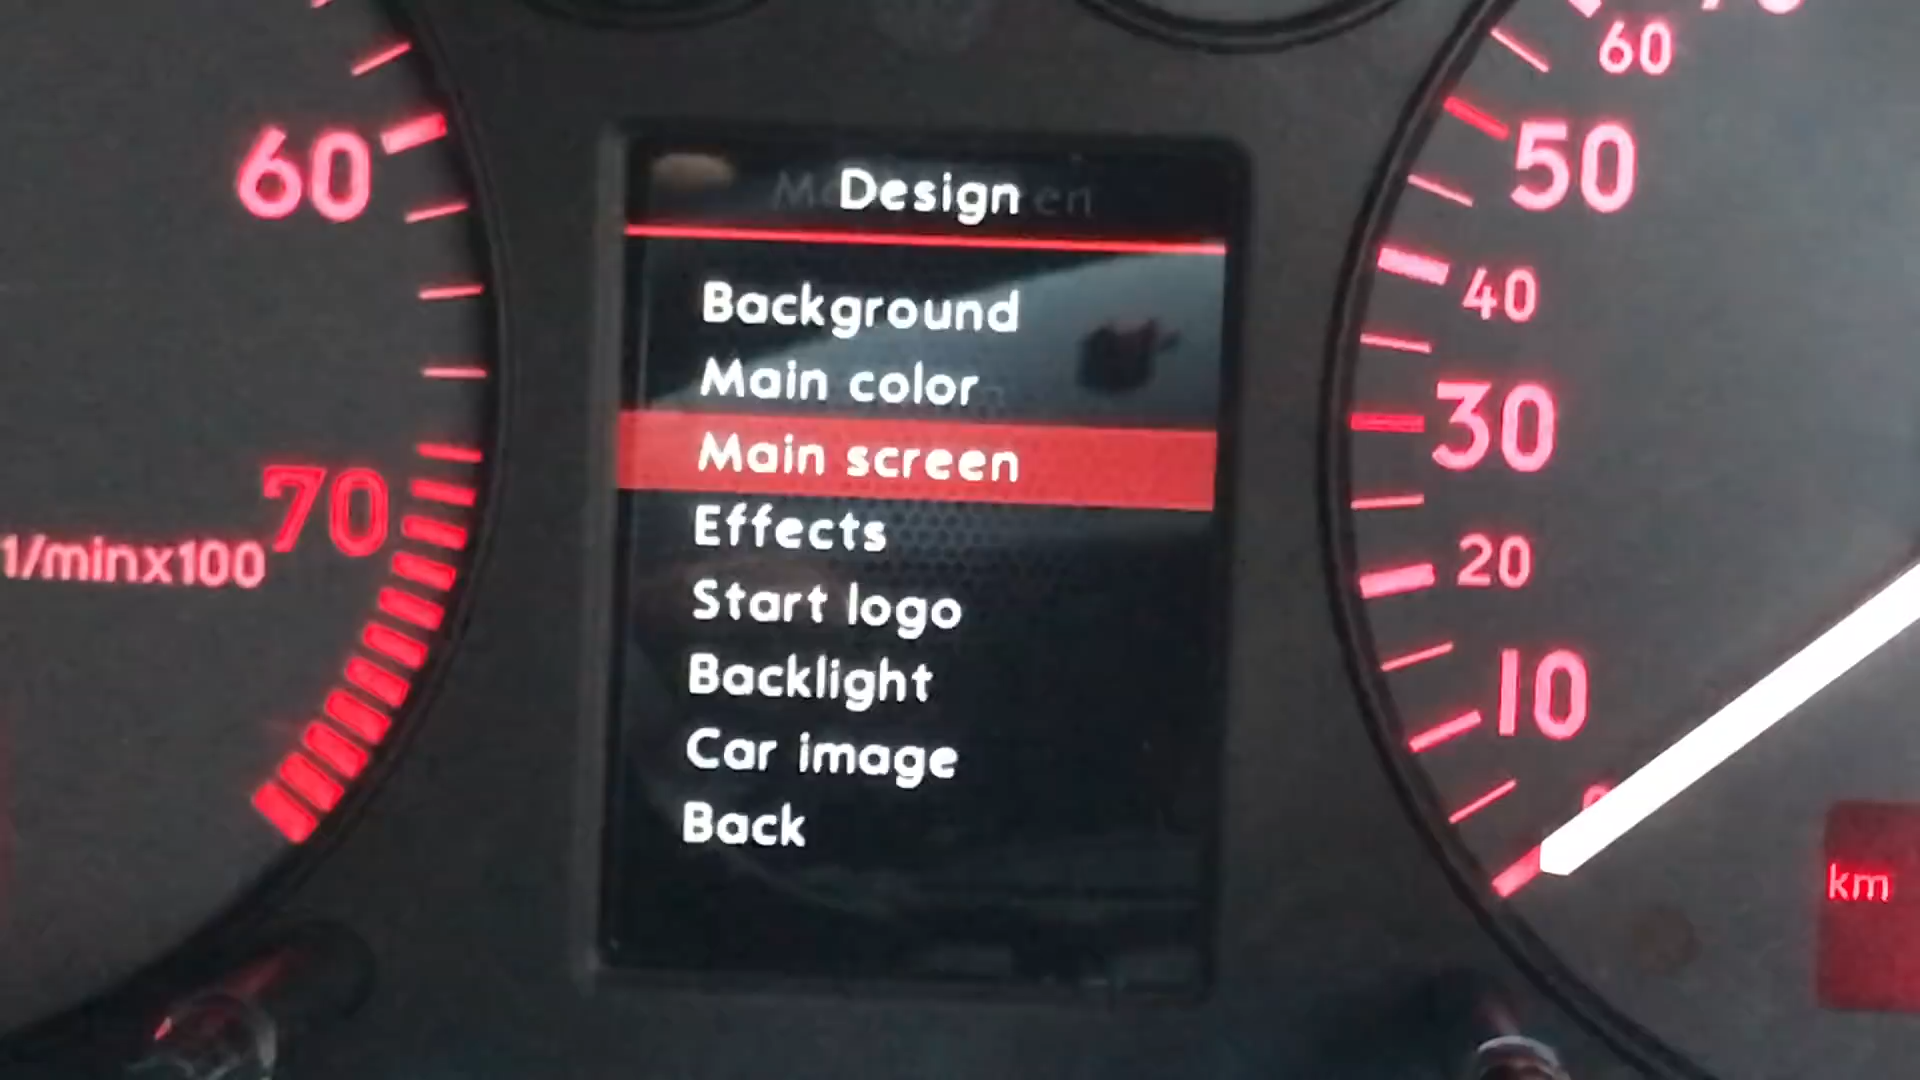 Design
Background
Main color
Main screen
Effects
Start logo
Backlight
Car image
Back
60
70
1/minx100
60
50
40
30
20
10
km